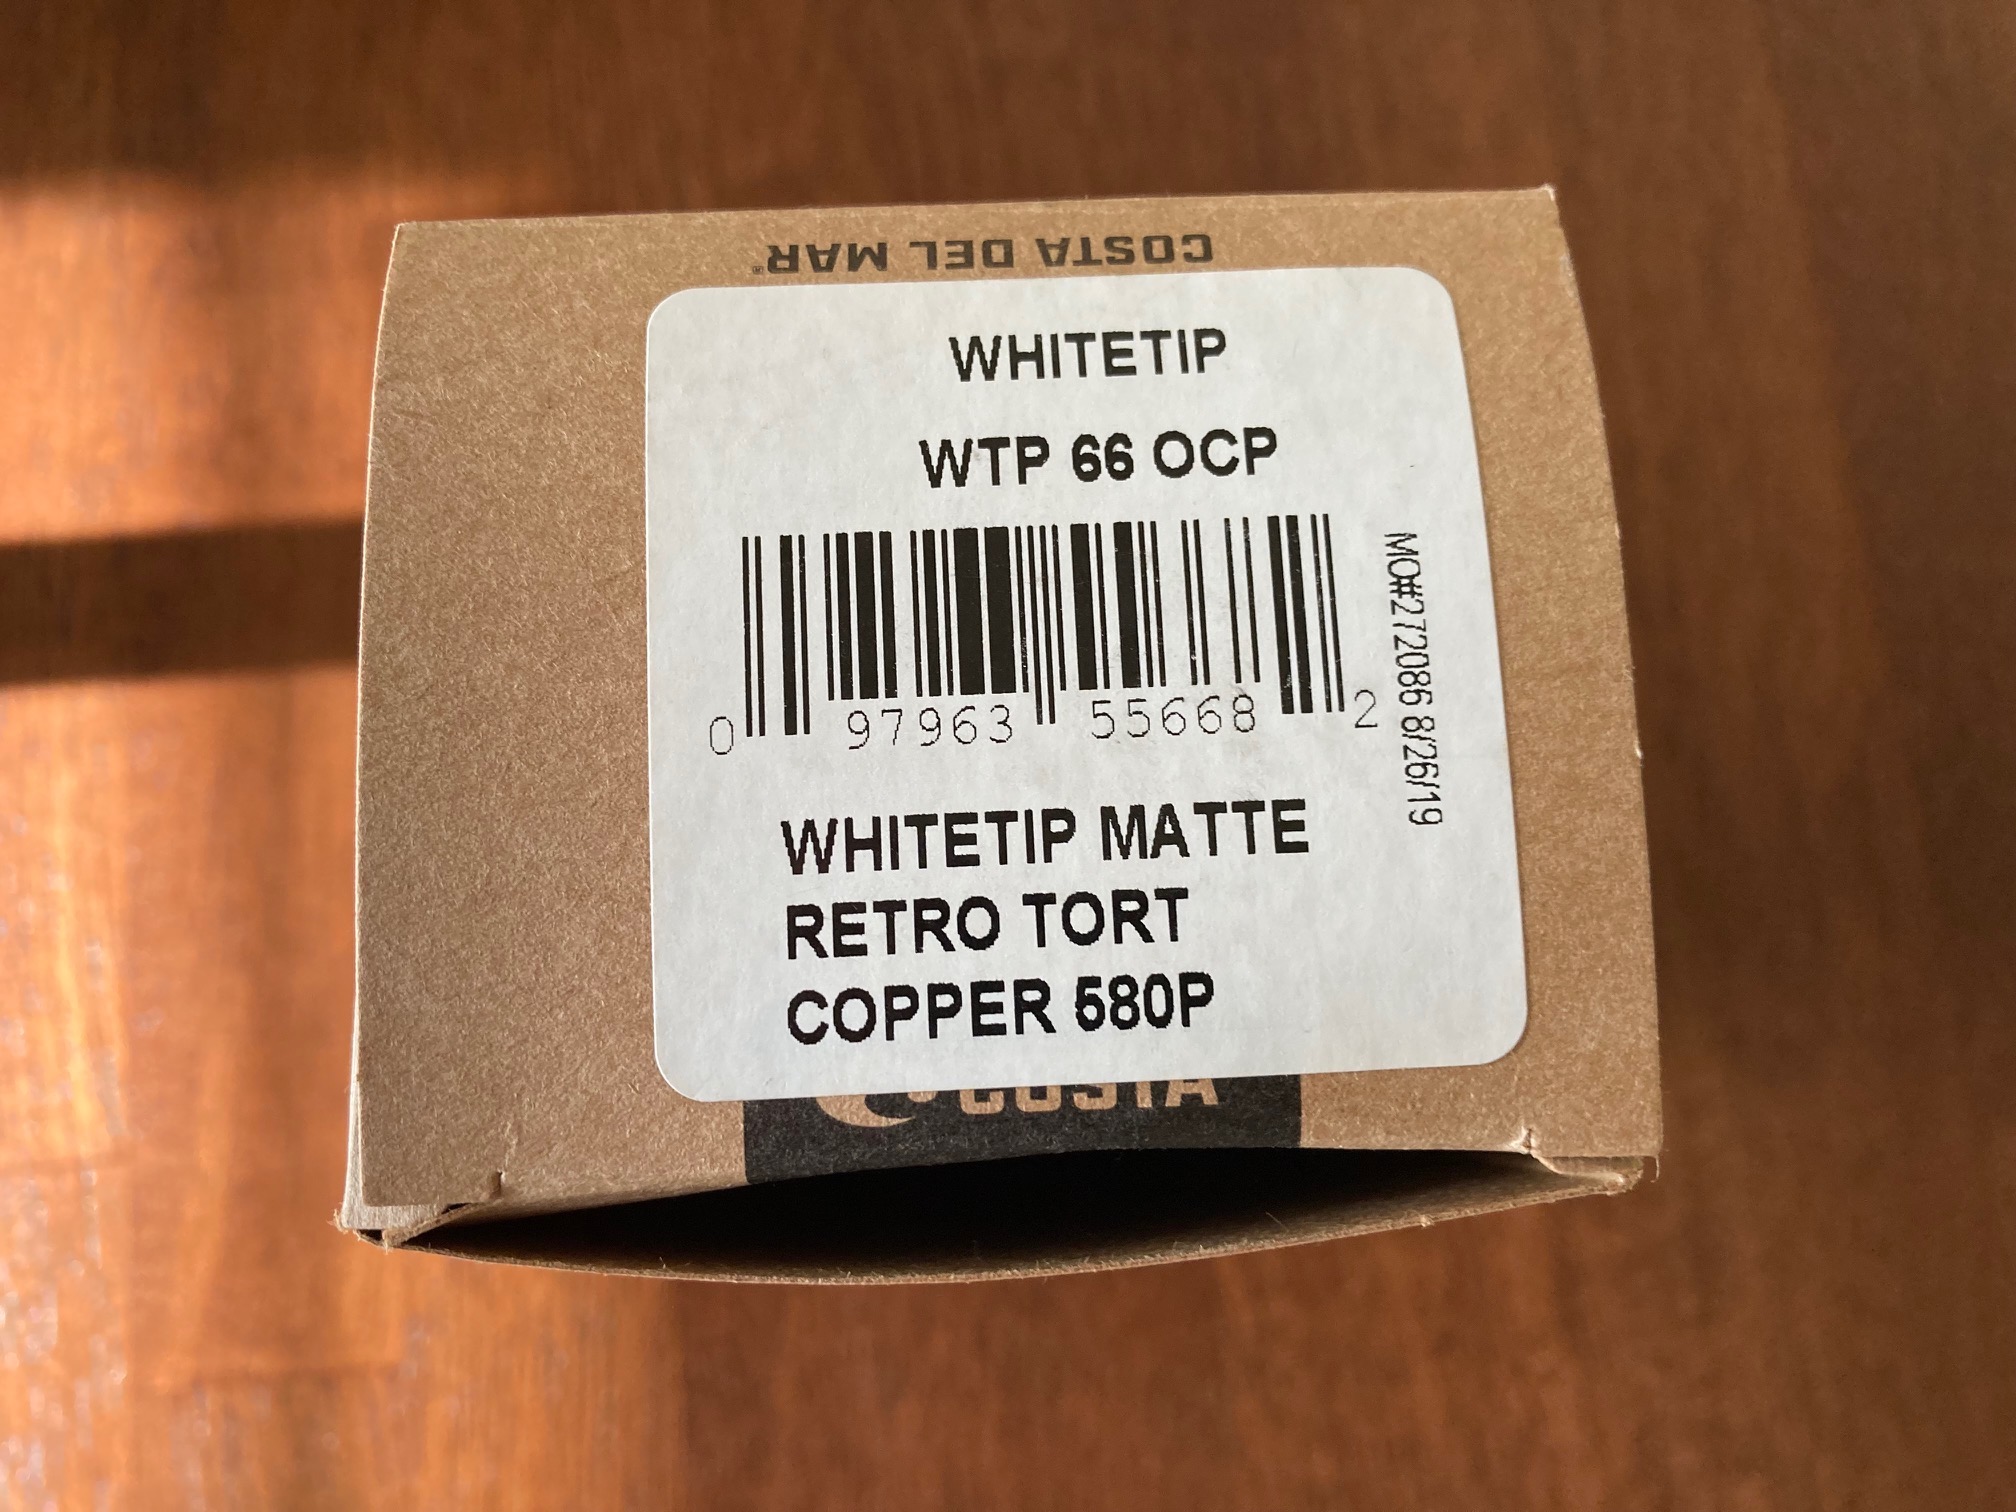 COSTA DEL MAR®
WHITETIP
WTP 66 OCP
0 97963 55668 2
MO#272086 8/26/19
WHITETIP MATTE
RETRO TORT
COPPER 580P
COSTA